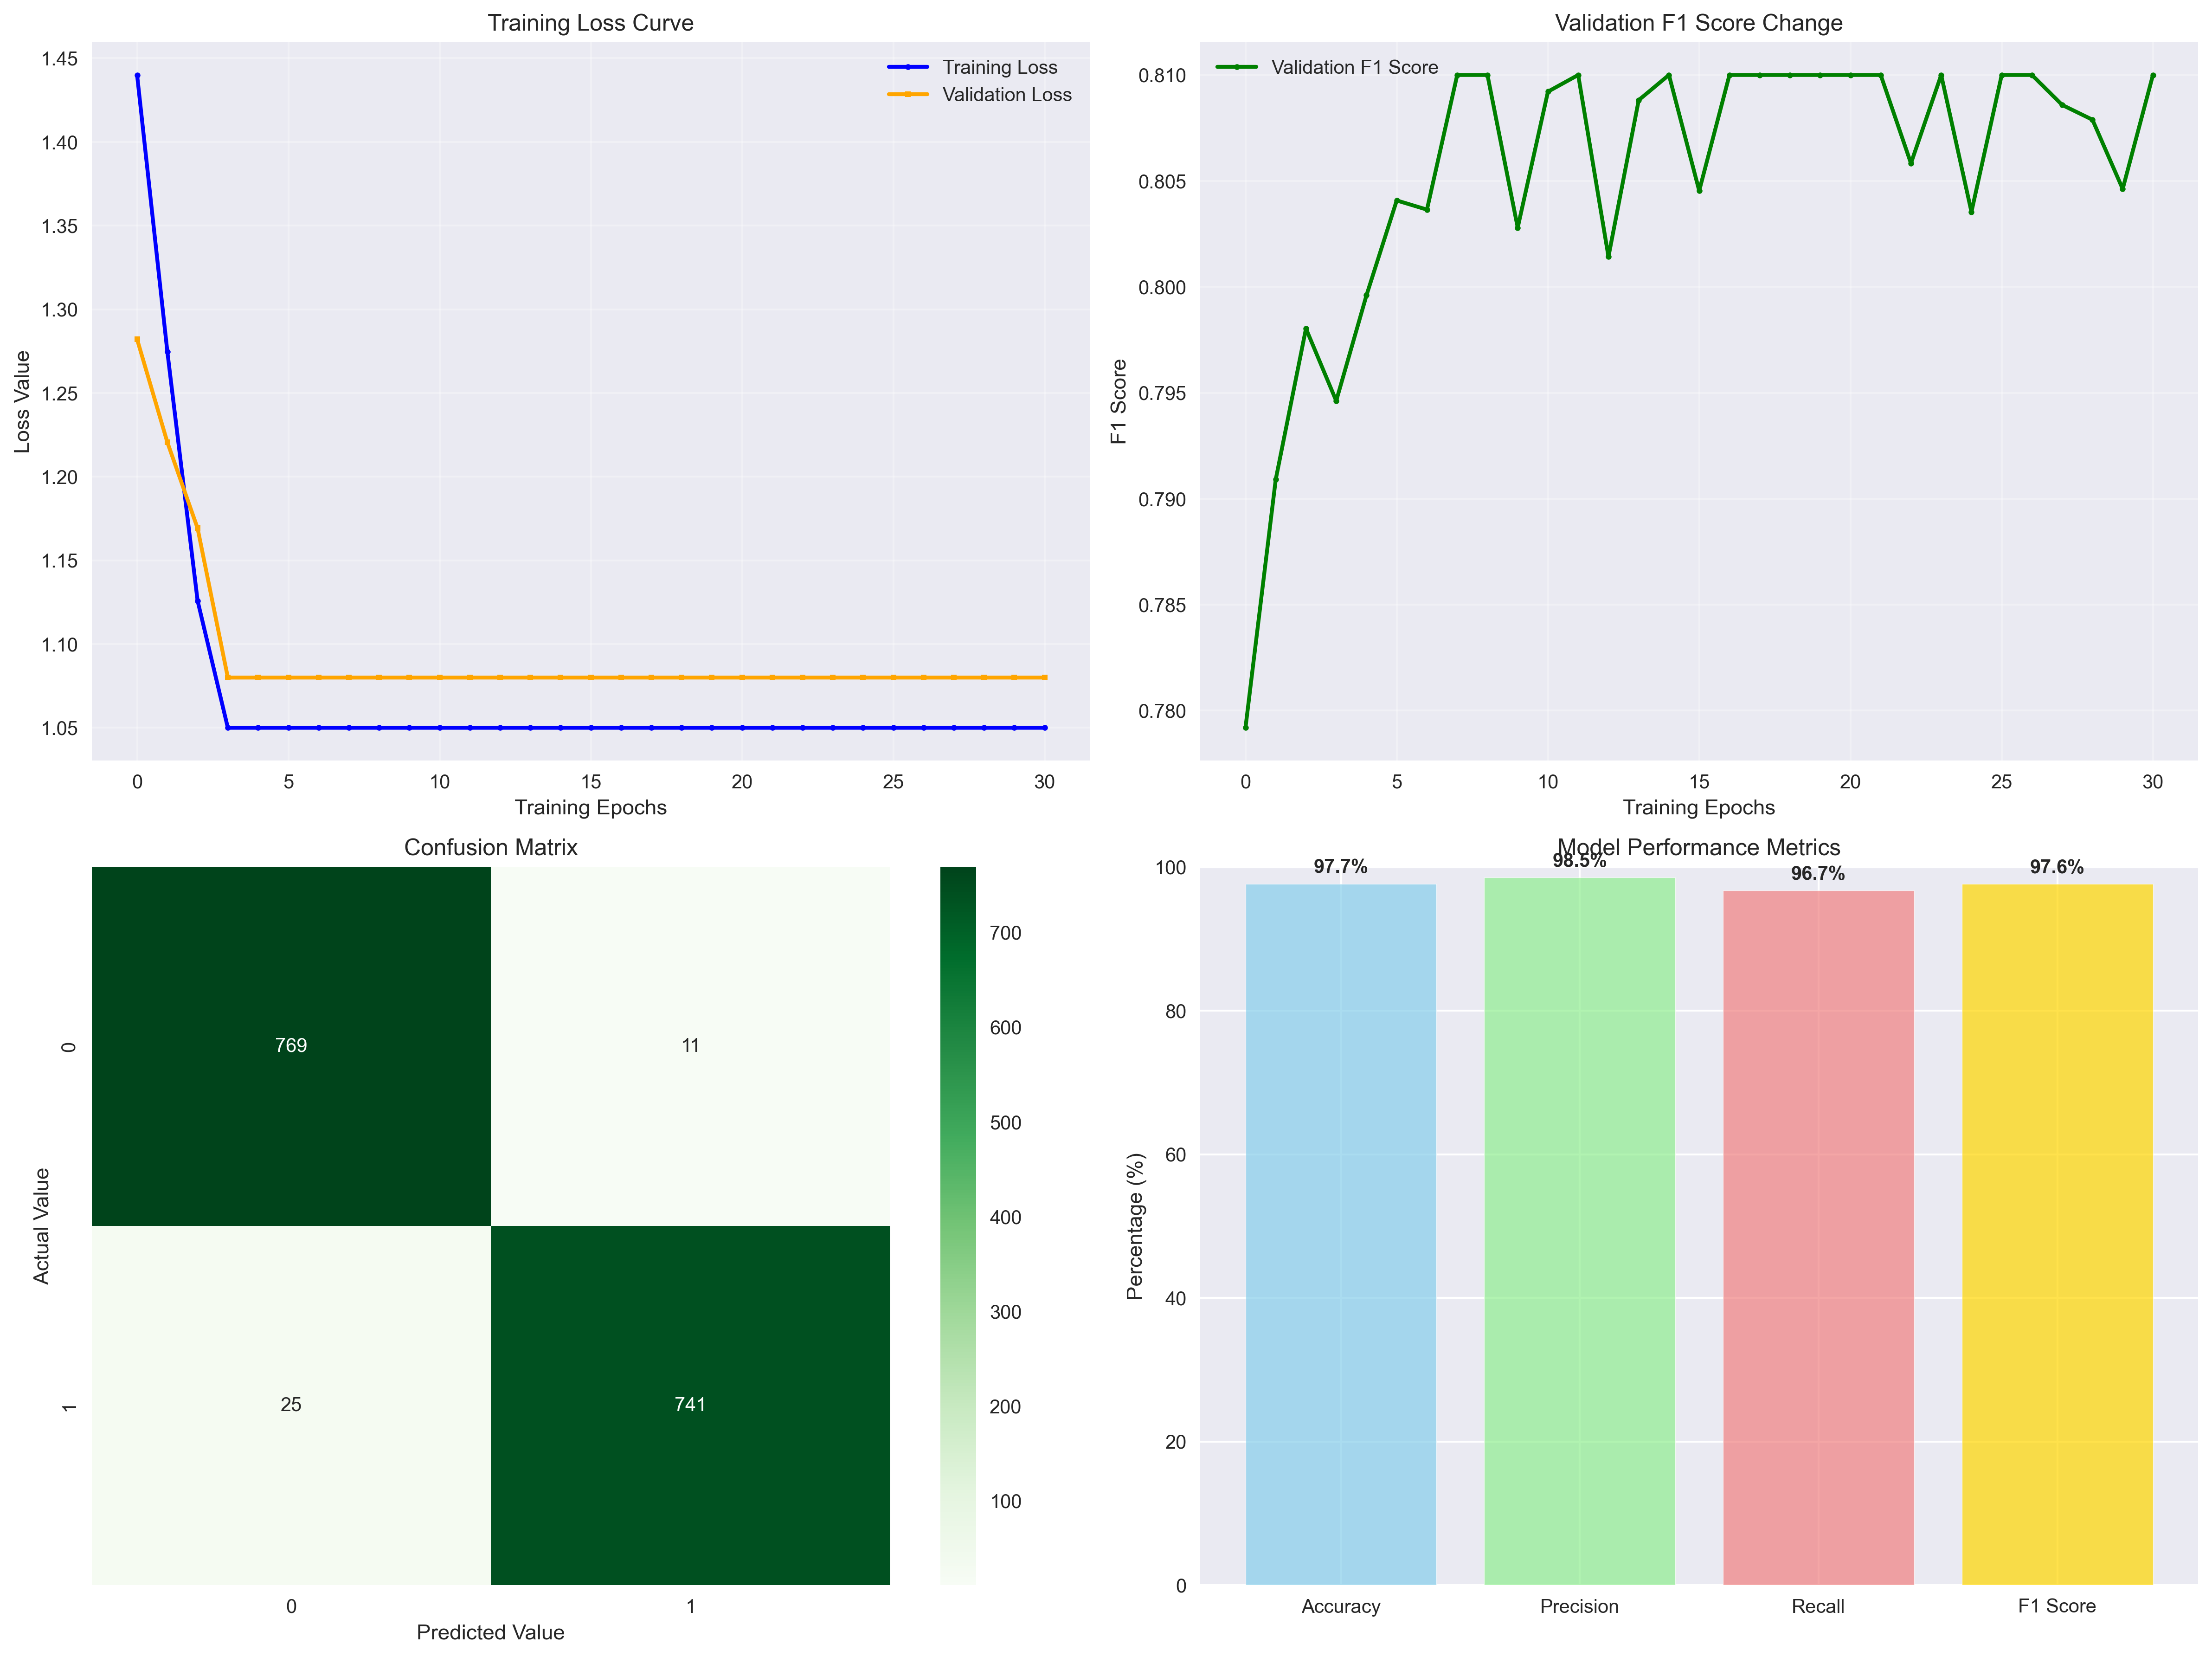 Training Loss Curve
1.45
1.40
1.35
1.30
1.25
1.20
1.15
1.10
1.05
Loss Value
Training Loss
Validation Loss
0 5 10 15 20 25 30
Training Epochs
Validation F1 Score Change
0.810
0.805
0.800
0.795
0.790
0.785
0.780
F1 Score
Validation F1 Score
0 5 10 15 20 25 30
Training Epochs
Confusion Matrix
Actual Value
0
1
769 11
25 741
0 1
Predicted Value
700
600
500
400
300
200
100
Model Performance Metrics
97.7% 98.5% 96.7% 97.6%
100
80
60
40
20
0
Percentage (%)
Accuracy Precision Recall F1 Score